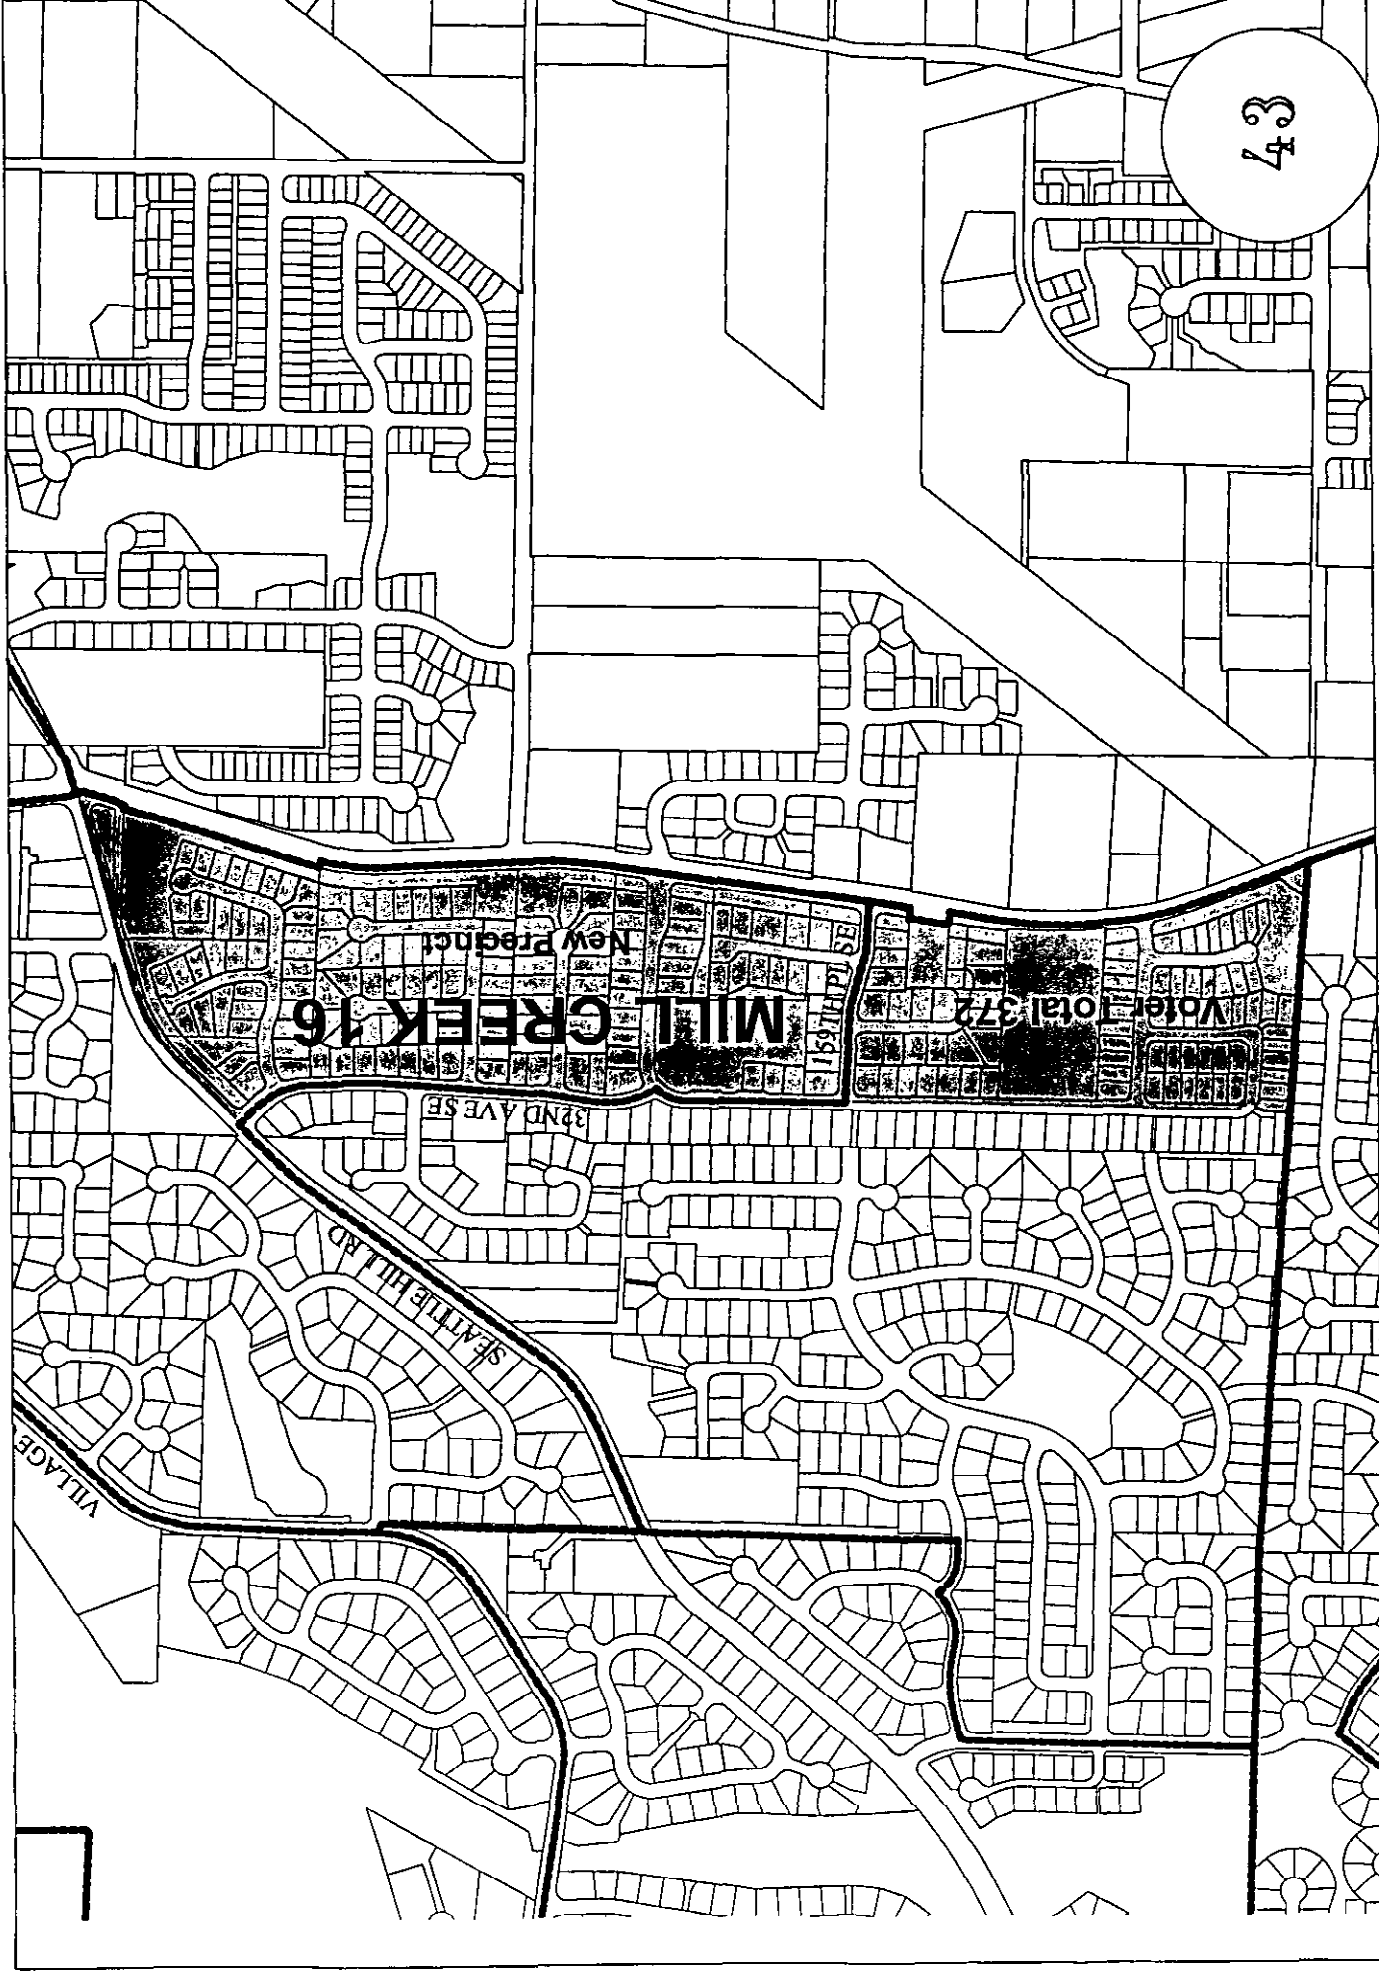 43
New Precinct
MILL CREEK 16
159TH PL SE
Voter Total 372
32ND AVE SE
SEATTLE HILL RD
VILLAGE